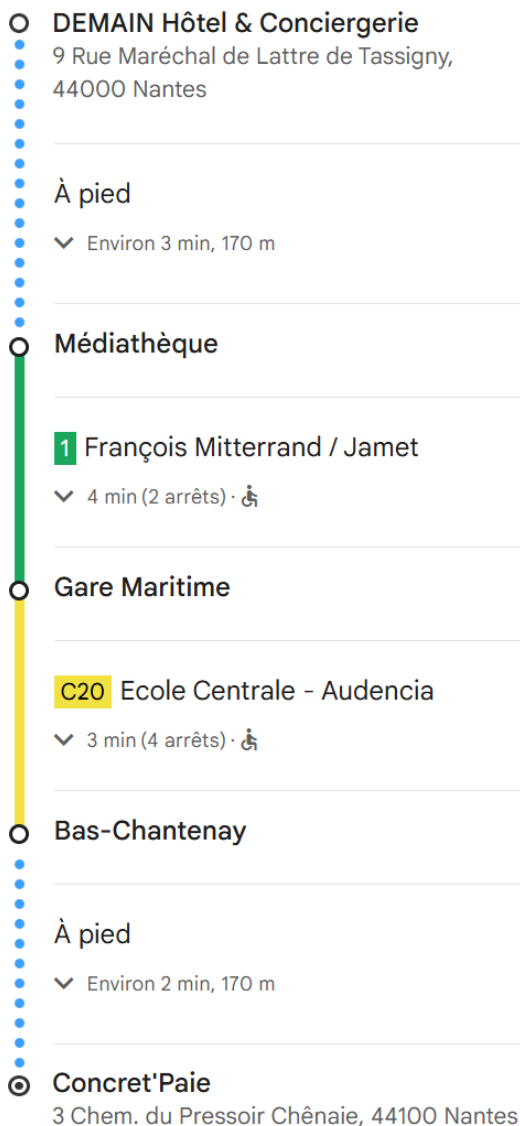 DEMAIN Hôtel & Conciergerie
9 Rue Maréchal de Lattre de Tassigny,
44000 Nantes
À pied
Environ 3 min, 170 m
Médiathèque
1 François Mitterrand / Jamet
4 min (2 arrêts) ·
Gare Maritime
C20 Ecole Centrale - Audencia
3 min (4 arrêts) ·
Bas-Chantenay
À pied
Environ 2 min, 170 m
Concret'Paie
3 Chem. du Pressoir Chênaie, 44100 Nantes